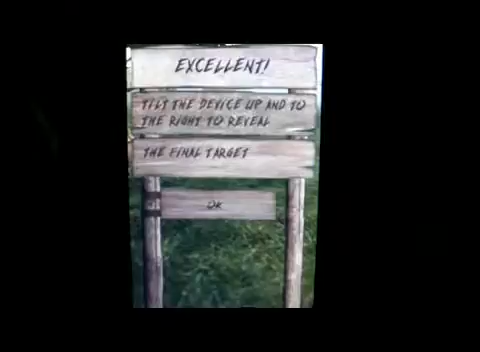 EXCELLENT!
TILT THE DEVICE UP AND TO
THE RIGHT TO REVEAL
THE FINAL TARGET
OK